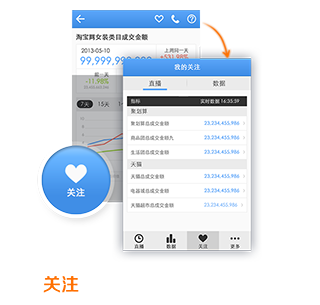 淘宝网女装类目成交金额
2013-05-10
上周同一天
99,999,999,999
+531.98%
前一天
-11.98%
7天
15天
关注
我的关注
直播
数据
指标
实时数据 16:35:59
聚划算
聚划算总成交金额
23,234,455,986
商品团总成交金额九
23,234,455,986
生活团总成交金额
23,234,455,986
天猫
天猫总成交金额
23,234,455,986
电器城总成交金额
23,234,455,986
天猫超市总成交金额
23,234,455,986
直播
数据
关注
更多
关注